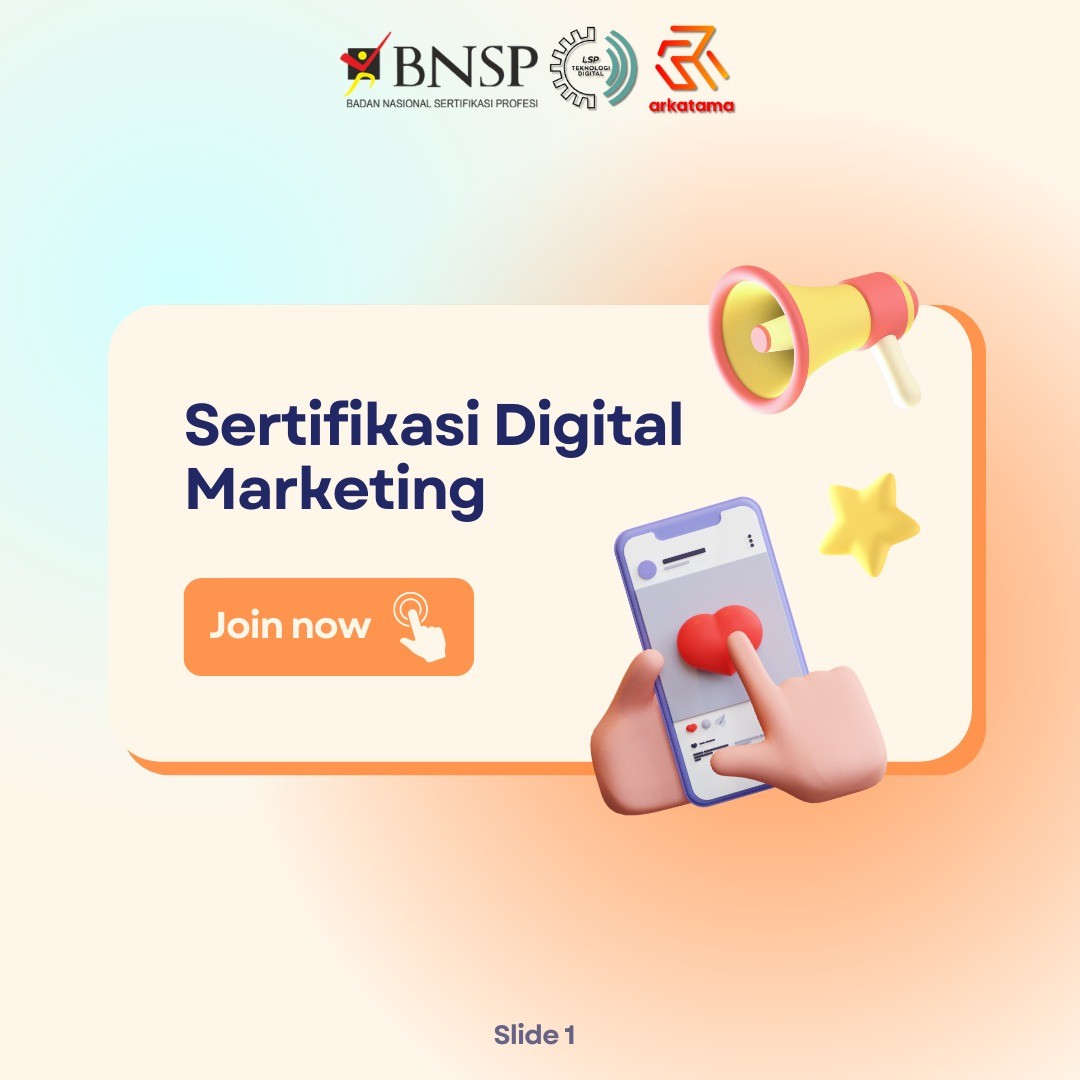 BNSP
BADAN NASIONAL SERTIFIKASI PROFESI
LSP
TEKNOLOGI
DIGITAL
arkatama
Sertifikasi Digital
Marketing
Join now
Slide 1